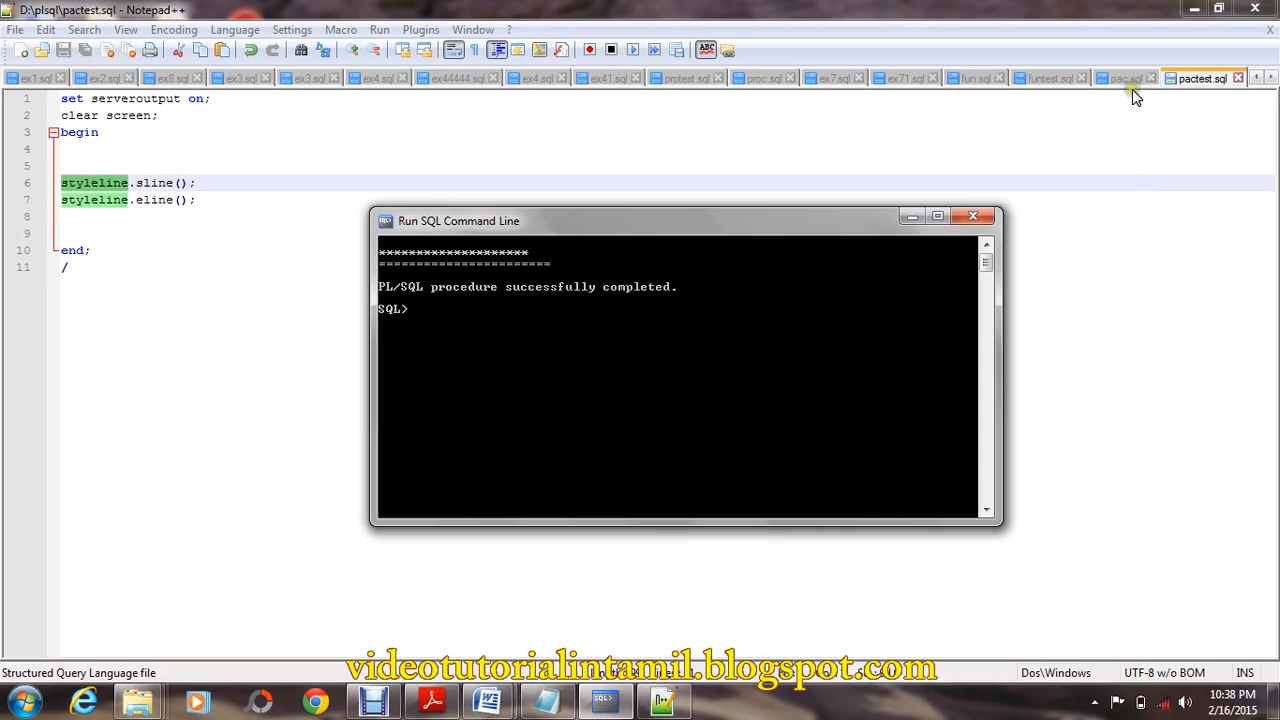 D:\plsql\pactest.sql - Notepad++
File Edit Search View Encoding Language Settings Macro Run Plugins Window ? X
ex1.sql ex2.sql ex8.sql ex3.sql ex3.sql ex4.sql ex44444.sql ex4.sql ex41.sql protest.sql proc.sql ex7.sql ex71.sql fun.sql funtest.sql pac.sql pactest.sql
1 set serveroutput on;
2 clear screen;
3 begin
4
5
6 styleline.sline();
7 styleline.eline();
8
9
10 end;
11 /
Run SQL Command Line
********************
=======================
PL/SQL procedure successfully completed.
SQL>
videotutorialintamil.blogspot.com
Structured Query Language file Dos\Windows UTF-8 w/o BOM INS
10:38 PM
2/16/2015